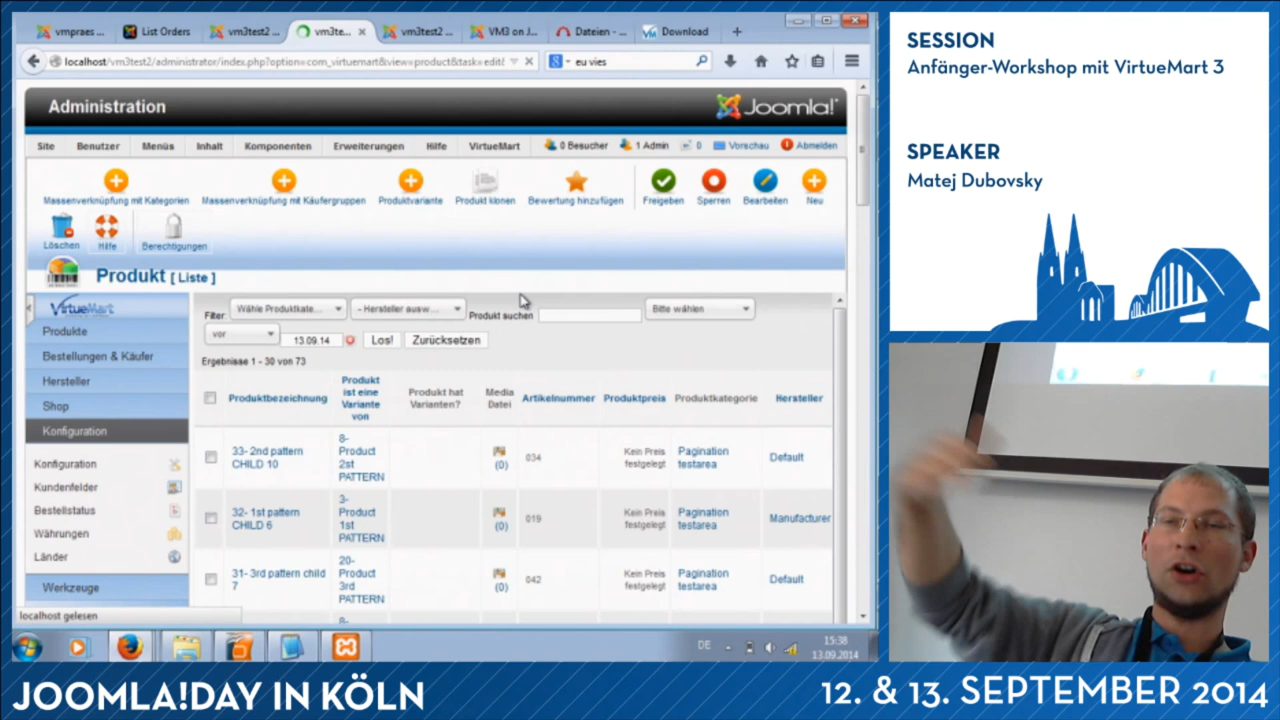 vmpraes ...
List Orders
vm3test2 ...
vm3te...
vm3test2 ...
VM3 on J...
Dateien - ...
Download
localhost/vm3test2/administrator/index.php?option=com_virtuemart&view=product&task=edit&
eu vies
Administration
Joomla!
Site Benutzer Menüs Inhalt Komponenten Erweiterungen Hilfe VirtueMart 0 Besucher 1 Admin 0 Vorschau Abmelden
Massenverknüpfung mit Kategorien Massenverknüpfung mit Käufergruppen Produktvariante Produkt klonen Bewertung hinzufügen Freigeben Sperren Bearbeiten Neu
Löschen Hilfe Berechtigungen
Produkt [ Liste ]
VirtueMart
Produkte
Bestellungen & Käufer
Hersteller
Shop
Konfiguration
Konfiguration
Kundenfelder
Bestellstatus
Währungen
Länder
Werkzeuge
Filter: Wähle Produktkate... - Hersteller ausw... Produkt suchen Bitte wählen
vor 13.09.14 Los! Zurücksetzen
Ergebnisse 1 - 30 von 73
Produktbezeichnung
Produkt ist eine Variante von
Produkt hat Varianten?
Media Datei
Artikelnummer
Produktpreis
Produktkategorie
Hersteller
33- 2nd pattern CHILD 10
8- Product 2st PATTERN
(0)
034
Kein Preis festgelegt
Pagination testarea
Default
32- 1st pattern CHILD 6
3- Product 1st PATTERN
(0)
019
Kein Preis festgelegt
Pagination testarea
Manufacturer
31- 3rd pattern child 7
20- Product 3rd PATTERN
(0)
042
Kein Preis festgelegt
Pagination testarea
Default
8-
localhost gelesen
DE
15:38
13.09.2014
SESSION
Anfänger-Workshop mit VirtueMart 3
SPEAKER
Matej Dubovsky
JOOMLA!DAY IN KÖLN
12. & 13. SEPTEMBER 2014